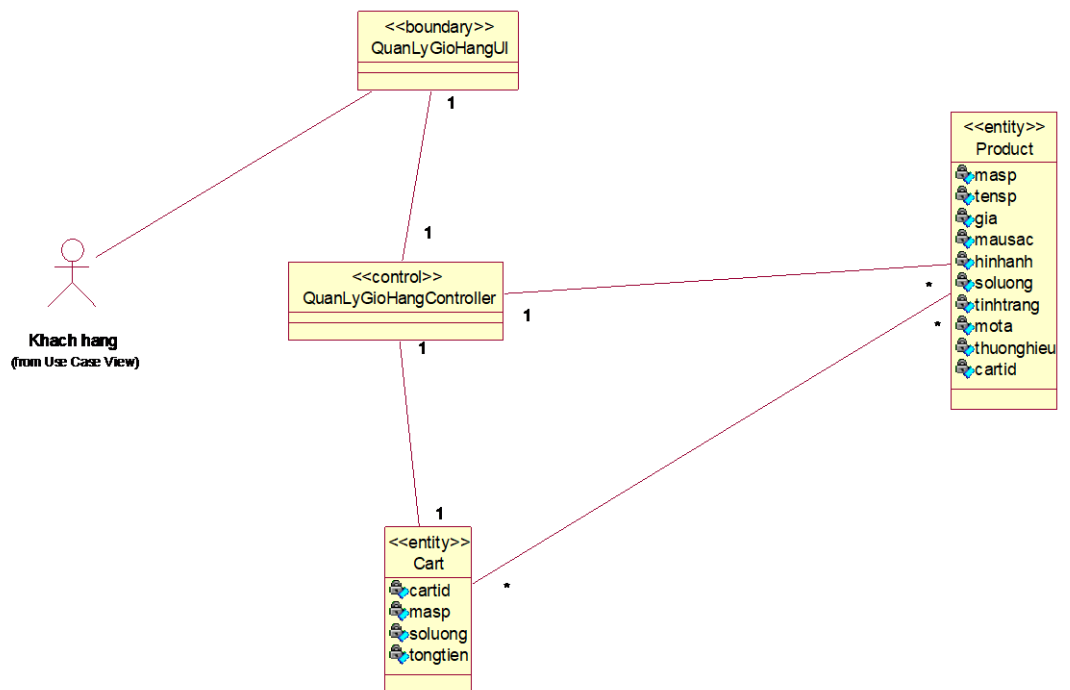 <<boundary>>
QuanLyGioHangUI
1
<<entity>>
Product
masp
tensp
gia
mausac
hinhanh
soluong
tinhtrang
mota
thuonghieu
cartid
1
<<control>>
QuanLyGioHangController
1
*
*
1
Khach hang
(from Use Case View)
1
<<entity>>
Cart
cartid
masp
soluong
tongtien
*